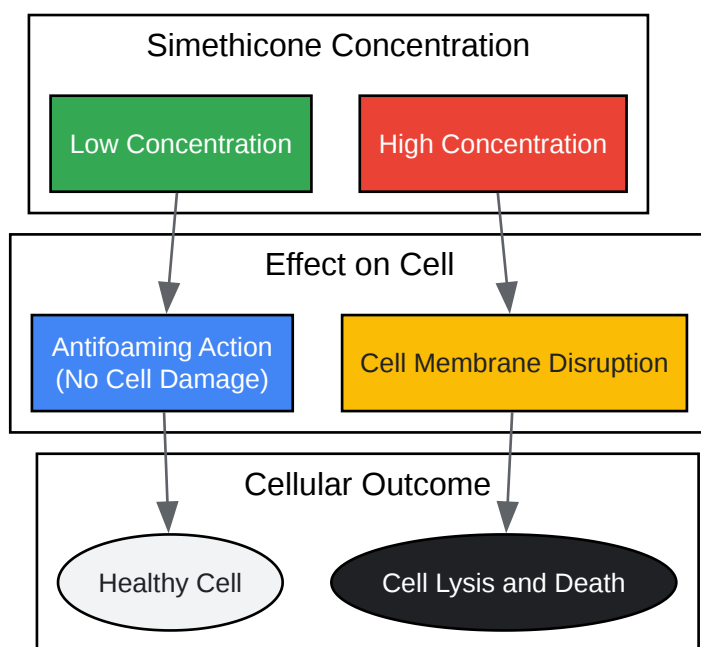 Simethicone Concentration
Low Concentration
High Concentration
Effect on Cell
Antifoaming Action
(No Cell Damage)
Cell Membrane Disruption
Cellular Outcome
Healthy Cell
Cell Lysis and Death